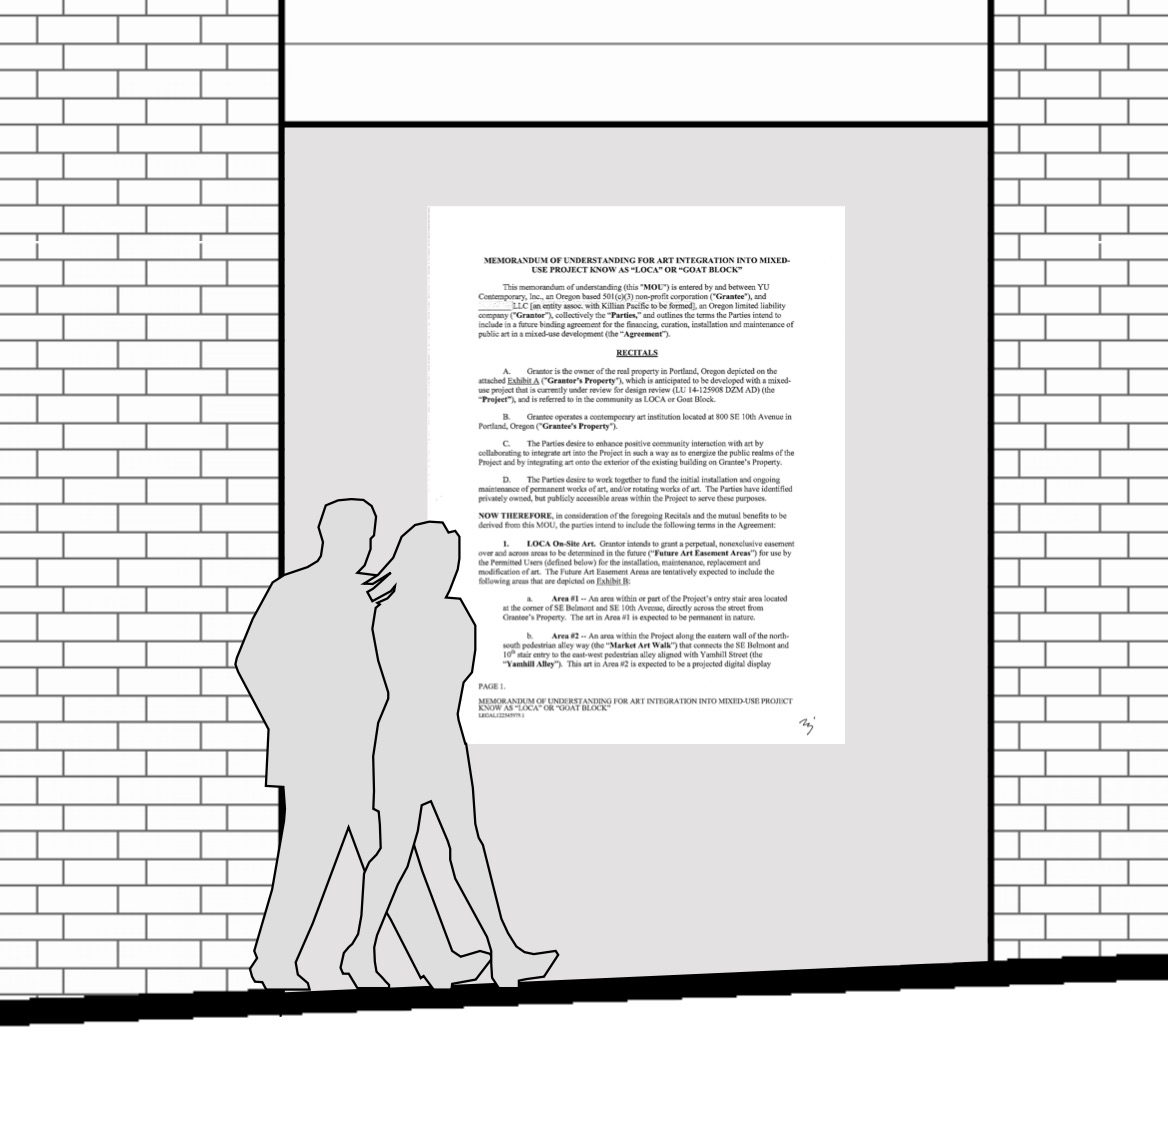 MEMORANDUM OF UNDERSTANDING FOR ART INTEGRATION INTO MIXED-
USE PROJECT KNOW AS “LOCA” OR “GOAT BLOCK”
This memorandum of understanding (this "MOU") is entered by and between YU
Contemporary, Inc., an Oregon based 501(c)(3) non-profit corporation ("Grantee"), and
LLC [an entity assoc. with Killian Pacific to be formed], an Oregon limited liability
company ("Grantor"), collectively the “Parties,” and outlines the terms the Parties intend to
include in a future binding agreement for the financing, curation, installation and maintenance of
public art in a mixed-use development (the “Agreement”).
RECITALS
A. Grantor is the owner of the real property in Portland, Oregon depicted on the
attached Exhibit A ("Grantor's Property"), which is anticipated to be developed with a mixed-
use project that is currently under review for design review (LU 14-125908 DZM AD) (the
“Project”), and is referred to in the community as LOCA or Goat Block.
B. Grantee operates a contemporary art institution located at 800 SE 10th Avenue in
Portland, Oregon ("Grantee's Property").
C. The Parties desire to enhance positive community interaction with art by
collaborating to integrate art into the Project in such a way as to energize the public realms of the
Project and by integrating art onto the exterior of the existing building on Grantee's Property.
D. The Parties desire to work together to fund the initial installation and ongoing
maintenance of permanent works of art, and/or rotating works of art. The Parties have identified
privately owned, but publicly accessible areas within the Project to serve these purposes.
NOW THEREFORE, in consideration of the foregoing Recitals and the mutual benefits to be
derived from this MOU, the parties intend to include the following terms in the Agreement:
1. LOCA On-Site Art. Grantor intends to grant a perpetual, nonexclusive easement
over and across areas to be determined in the future (“Future Art Easement Areas”) for use by
the Permitted Users (defined below) for the installation, maintenance, replacement and
modification of art. The Future Art Easement Areas are tentatively expected to include the
following areas that are depicted on Exhibit B:
a. Area #1 -- An area within or part of the Project's entry stair area located
at the corner of SE Belmont and SE 10th Avenue, directly across the street from
Grantee's Property. The art in Area #1 is expected to be permanent in nature.
b. Area #2 -- An area within the Project along the eastern wall of the north-
south pedestrian alley way (the “Market Art Walk”) that connects the SE Belmont and
10th stair entry to the east-west pedestrian alley aligned with Yamhill Street (the
“Yamhill Alley”). This art in Area #2 is expected to be a projected digital display
PAGE 1.
MEMORANDUM OF UNDERSTANDING FOR ART INTEGRATION INTO MIXED-USE PROJECT
KNOW AS “LOCA” OR “GOAT BLOCK”